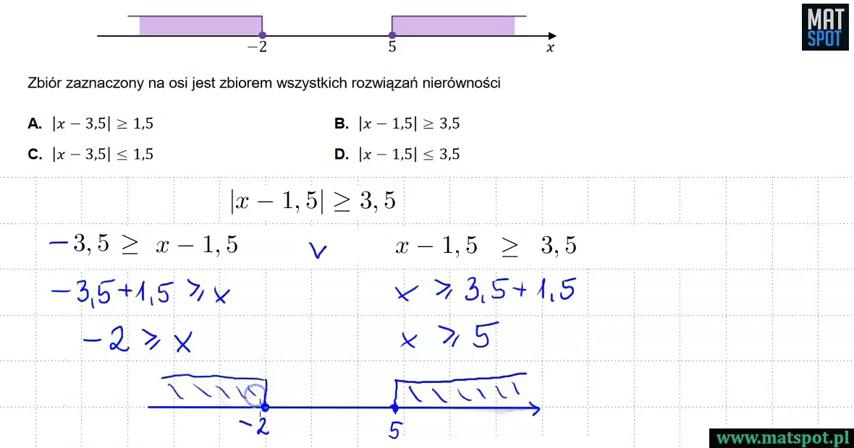 MAT
SPOT
−2 5 x
Zbiór zaznaczony na osi jest zbiorem wszystkich rozwiązań nierówności
A. |x − 3,5| ≥ 1,5 B. |x − 1,5| ≥ 3,5
C. |x − 3,5| ≤ 1,5 D. |x − 1,5| ≤ 3,5
|x − 1,5| ≥ 3,5
−3,5 ≥ x − 1,5 v x − 1,5 ≥ 3,5
−3,5+1,5 ≥ x x ≥ 3,5+1,5
−2 ≥ x x ≥ 5
−2 5
www.matspot.pl